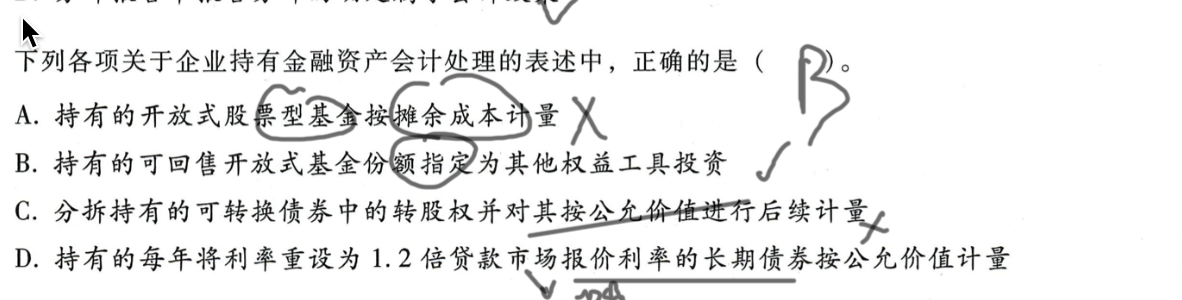 下列各项关于企业持有金融资产会计处理的表述中，正确的是（ B ）。
A. 持有的开放式股票型基金按摊余成本计量 ×
B. 持有的可回售开放式基金份额指定为其他权益工具投资 ✓
C. 分拆持有的可转换债券中的转股权并对其按公允价值进行后续计量 ×
D. 持有的每年将利率重设为 1.2 倍贷款市场报价利率的长期债券按公允价值计量